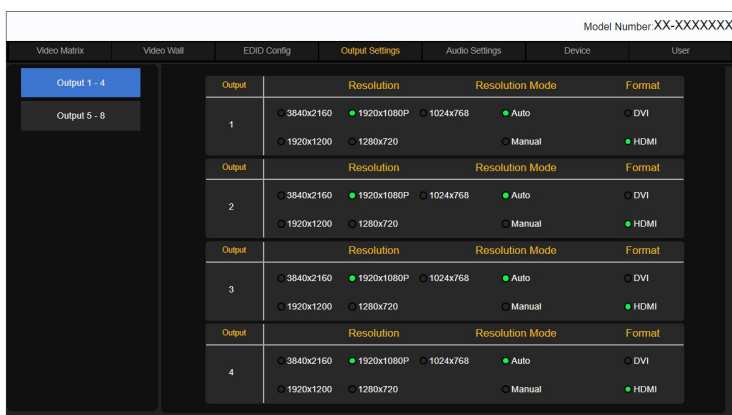 Model Number:XX-XXXXXXX
Video Matrix Video Wall EDID Config Output Settings Audio Settings Device User
Output 1 - 4
Output 5 - 8
Output Resolution Resolution Mode Format
1
3840x2160 1920x1080P 1024x768 Auto DVI
1920x1200 1280x720 Manual HDMI
Output Resolution Resolution Mode Format
2
3840x2160 1920x1080P 1024x768 Auto DVI
1920x1200 1280x720 Manual HDMI
Output Resolution Resolution Mode Format
3
3840x2160 1920x1080P 1024x768 Auto DVI
1920x1200 1280x720 Manual HDMI
Output Resolution Resolution Mode Format
4
3840x2160 1920x1080P 1024x768 Auto DVI
1920x1200 1280x720 Manual HDMI